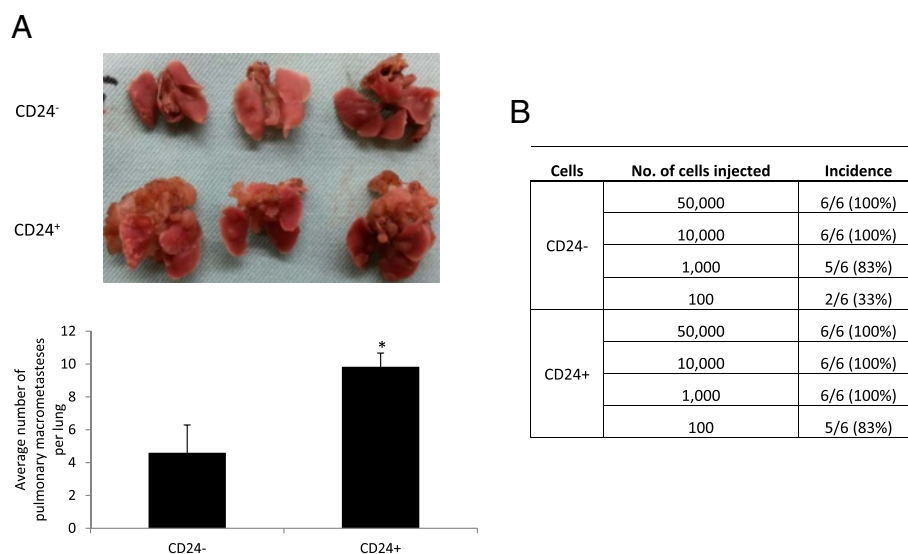 A
CD24-
CD24+
12
10
8
6
4
2
0
Average number of
pulmonary macrometasteses
per lung
*
CD24-
CD24+
B
Cells No. of cells injected Incidence
CD24-
50,000 6/6 (100%)
10,000 6/6 (100%)
1,000 5/6 (83%)
100 2/6 (33%)
CD24+
50,000 6/6 (100%)
10,000 6/6 (100%)
1,000 6/6 (100%)
100 5/6 (83%)